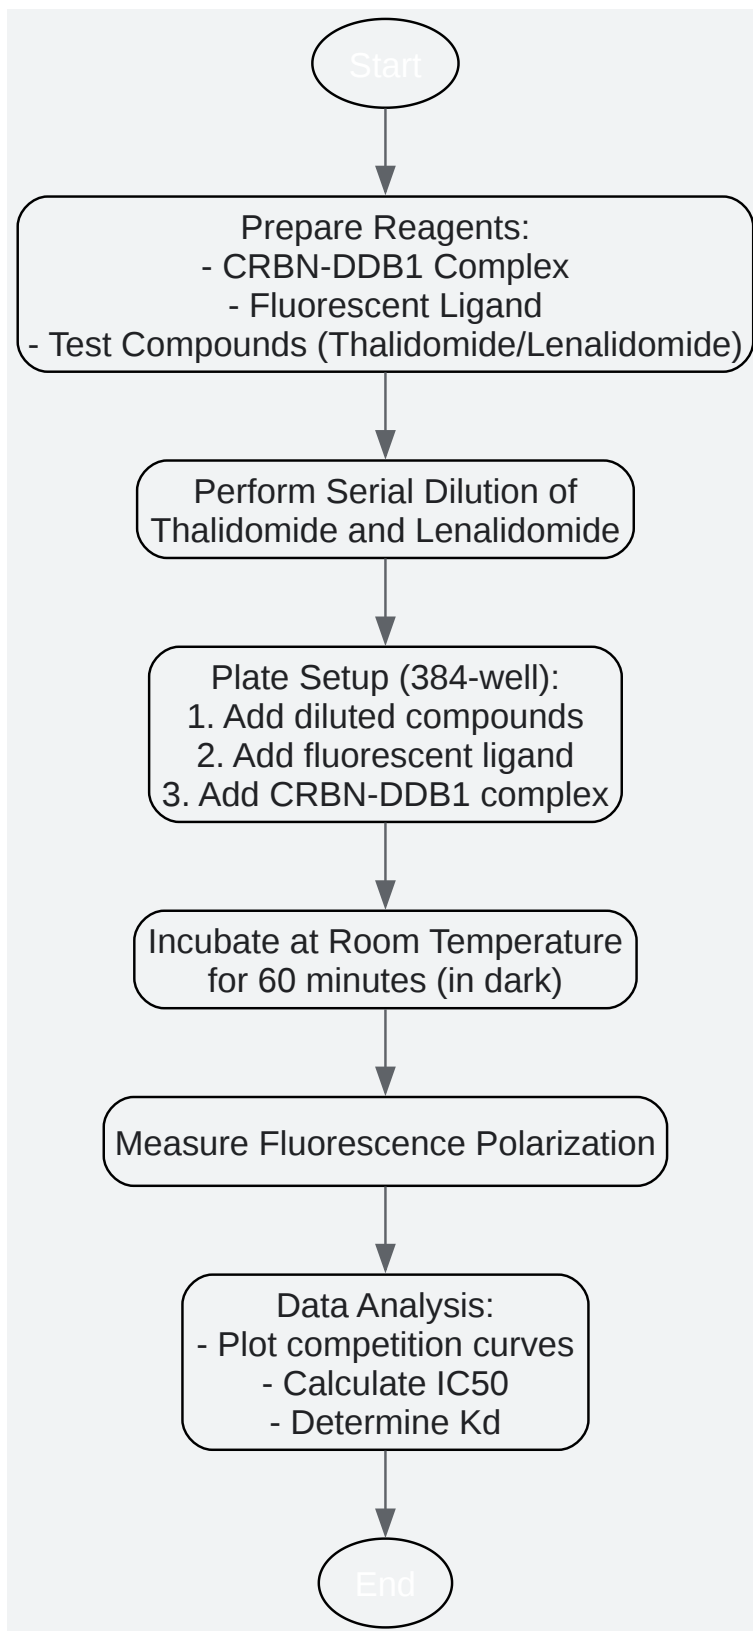 Start
Prepare Reagents:
- CRBN-DDB1 Complex
- Fluorescent Ligand
- Test Compounds (Thalidomide/Lenalidomide)
Perform Serial Dilution of
Thalidomide and Lenalidomide
Plate Setup (384-well):
1. Add diluted compounds
2. Add fluorescent ligand
3. Add CRBN-DDB1 complex
Incubate at Room Temperature
for 60 minutes (in dark)
Measure Fluorescence Polarization
Data Analysis:
- Plot competition curves
- Calculate IC50
- Determine Kd
End